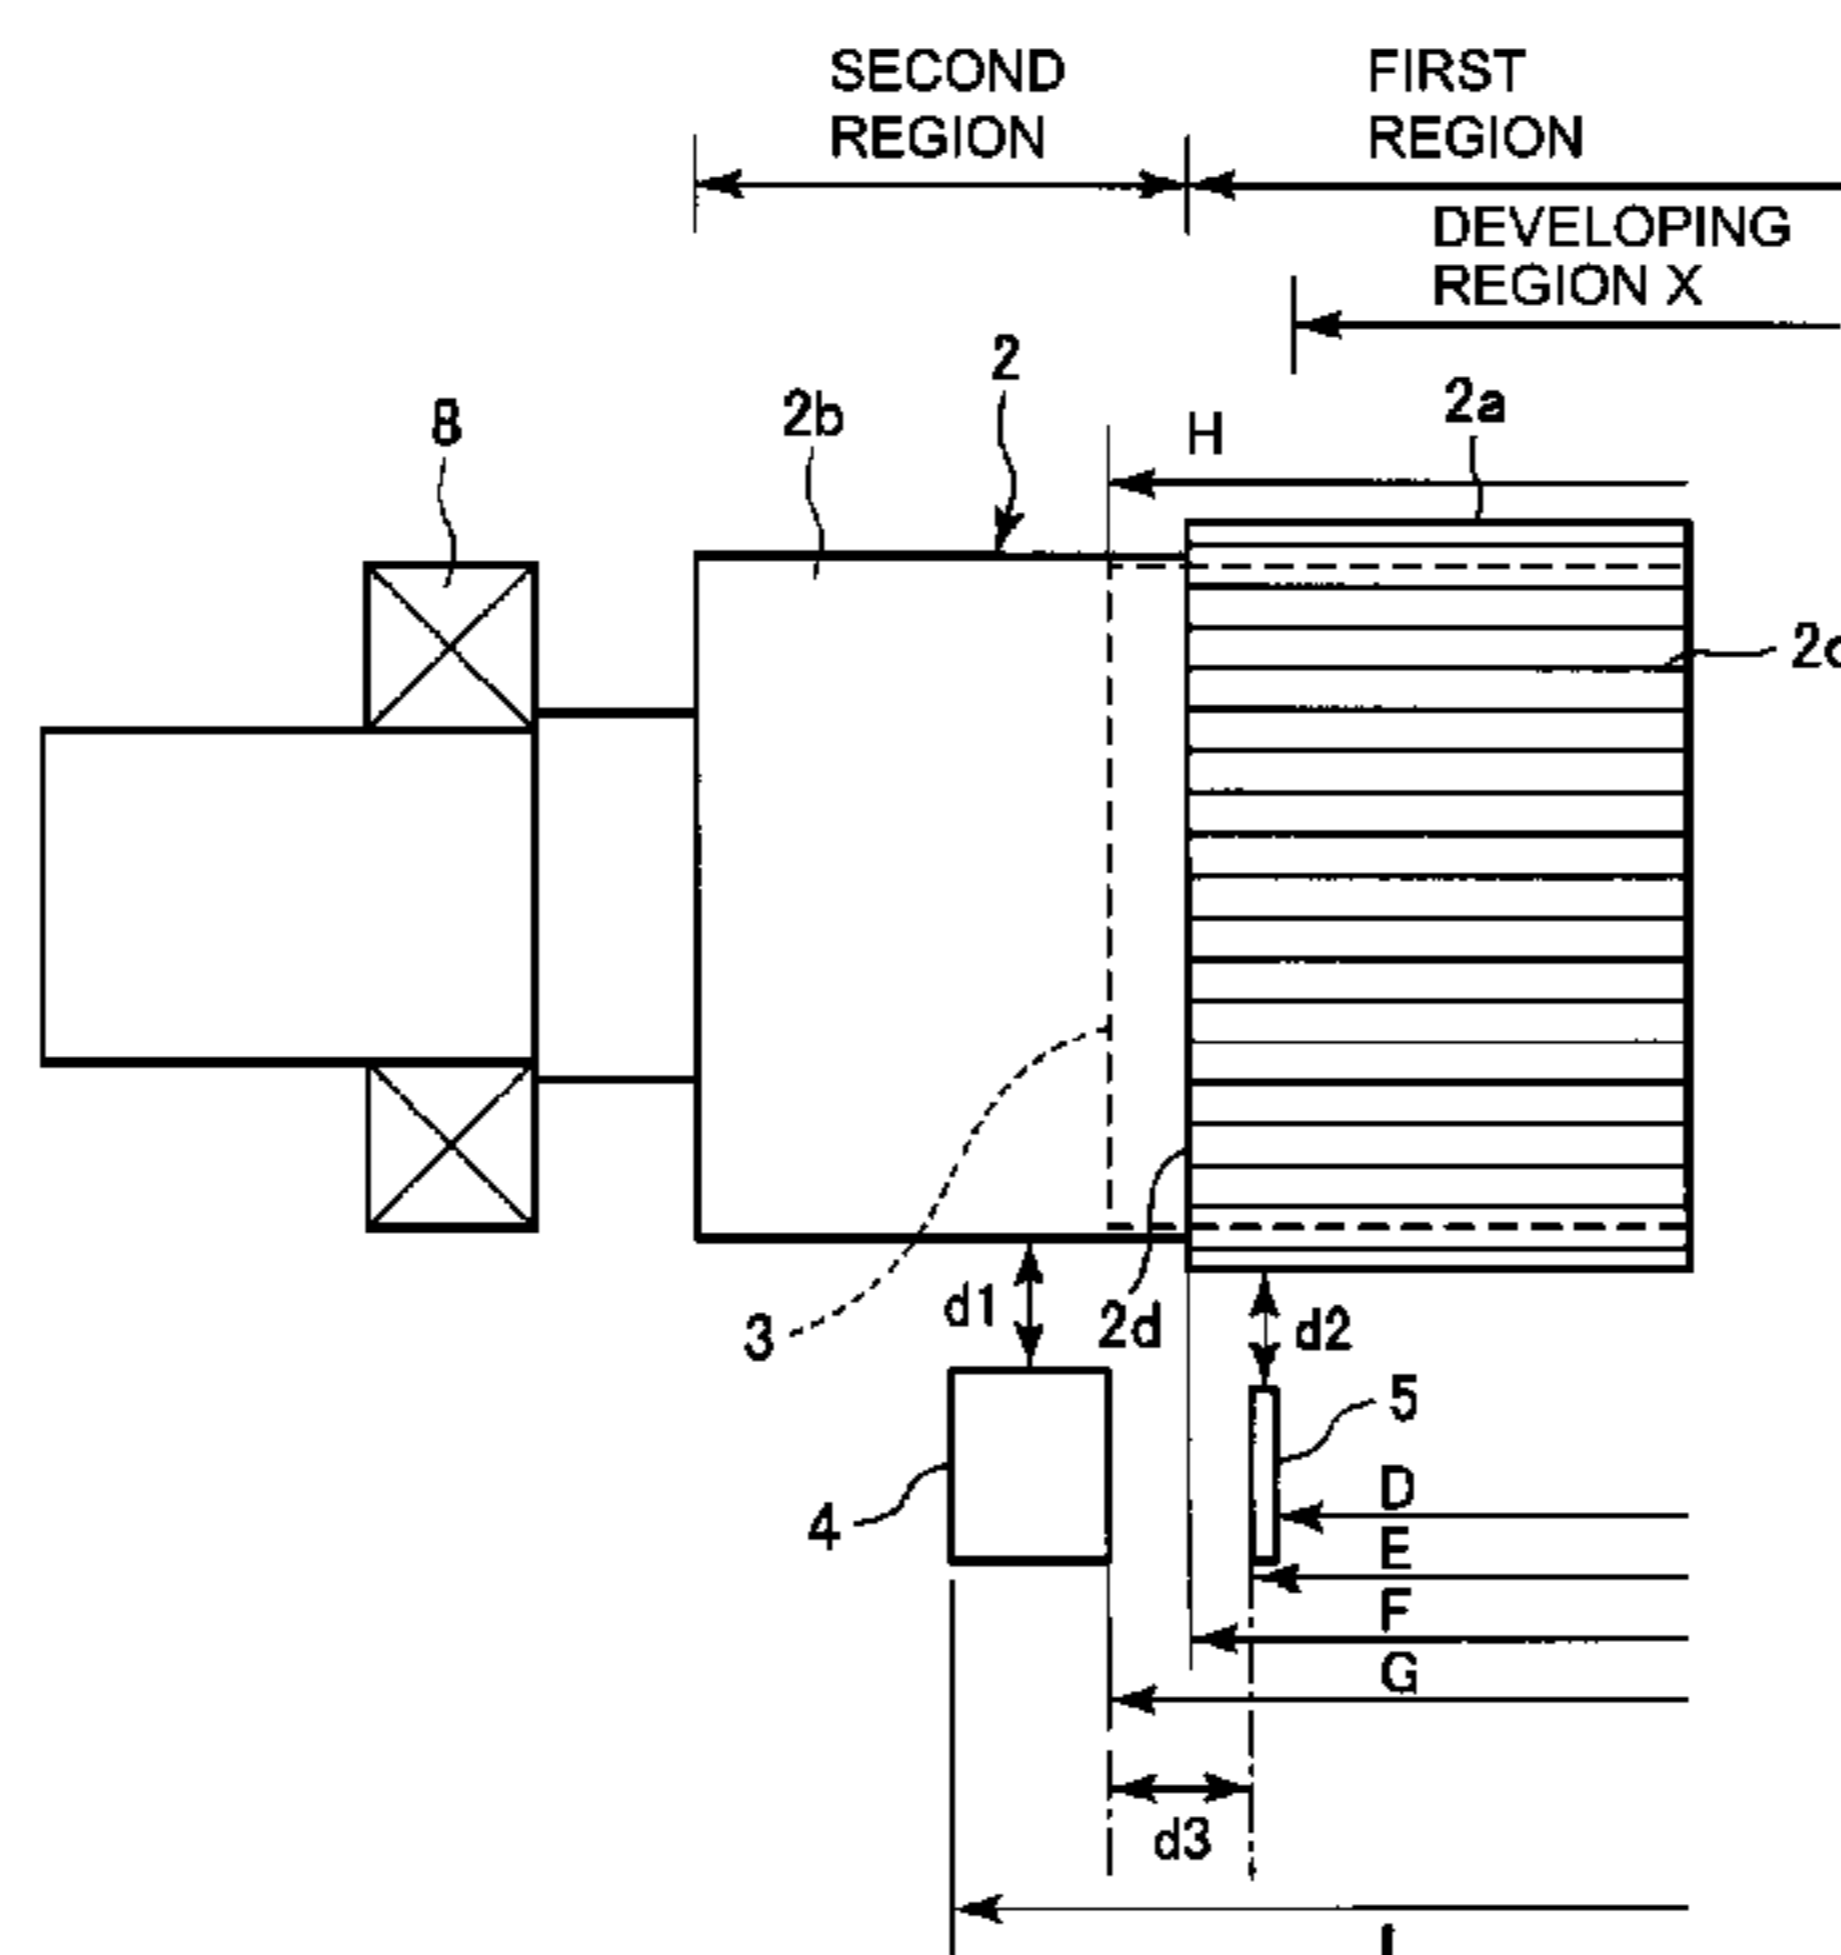 SECOND
REGION
FIRST
REGION
DEVELOPING
REGION X
2
2a
8
2b
H
d1
2d
d2
3
5
4
D
E
F
G
d3